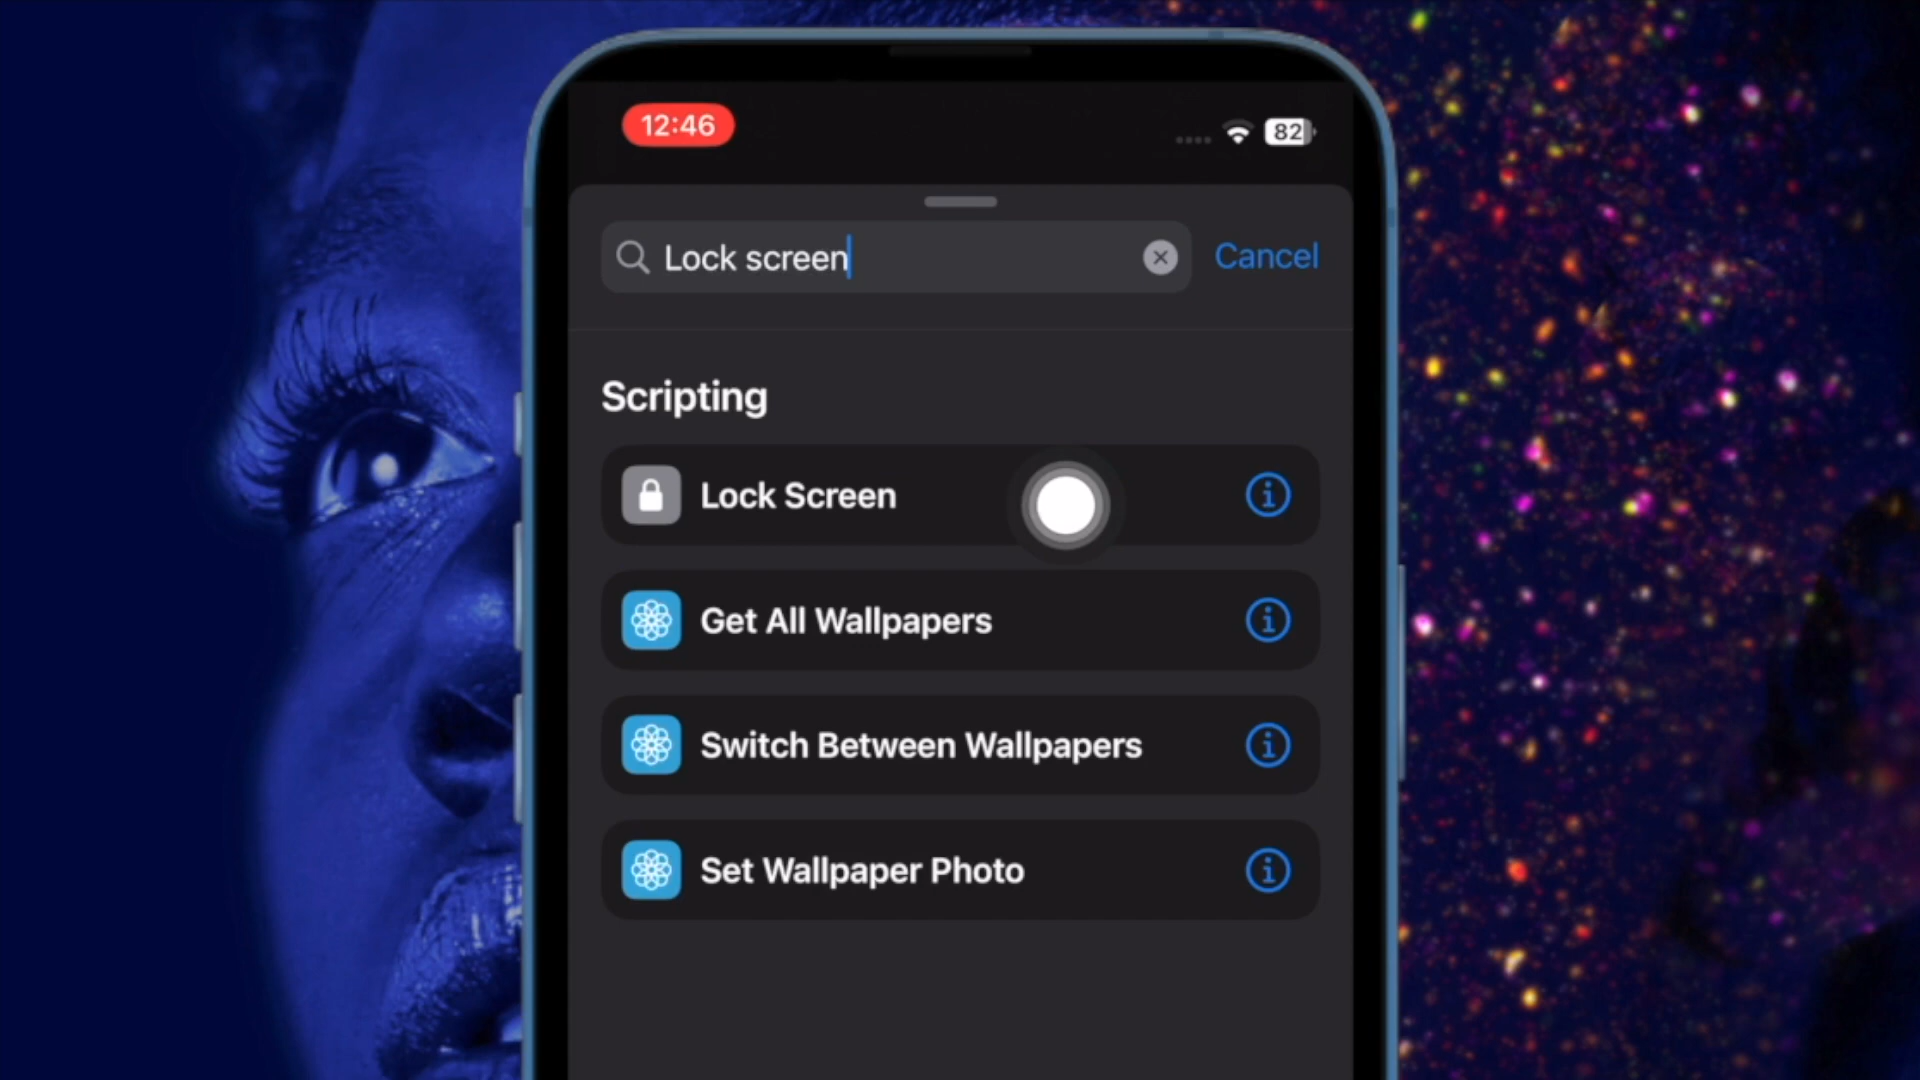 12:46
82
Lock screen
Cancel
Scripting
Lock Screen
Get All Wallpapers
Switch Between Wallpapers
Set Wallpaper Photo